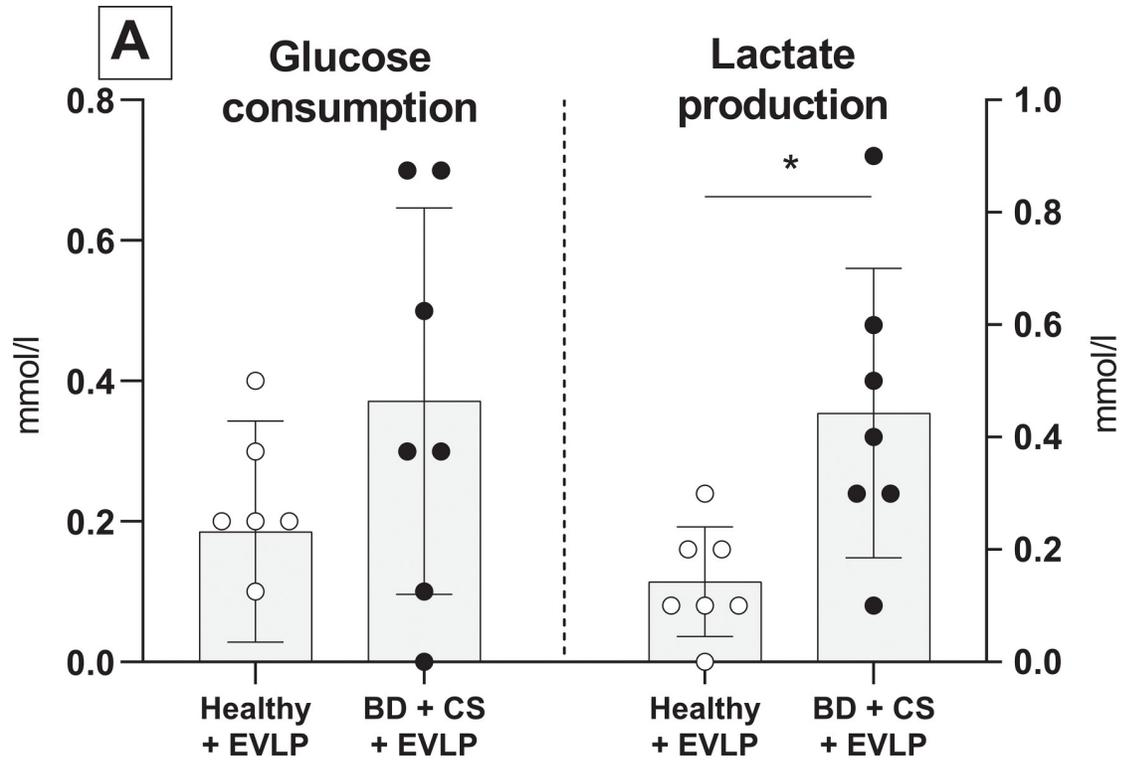 A
Glucose
consumption
Lactate
production
*
0.8
0.6
0.4
0.2
0.0
mmol/l
1.0
0.8
0.6
0.4
0.2
0.0
mmol/l
Healthy
+ EVLP
BD + CS
+ EVLP
Healthy
+ EVLP
BD + CS
+ EVLP